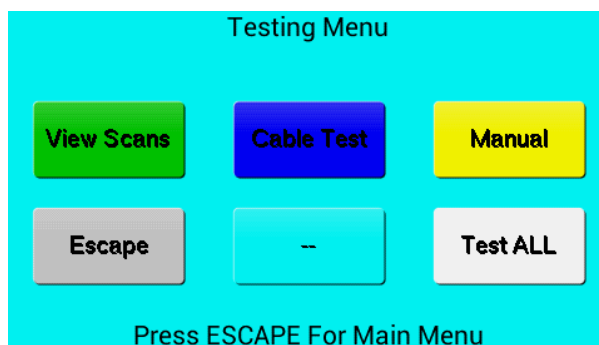 Testing Menu
View Scans
Cable Test
Manual
Escape
--
Test ALL
Press ESCAPE For Main Menu